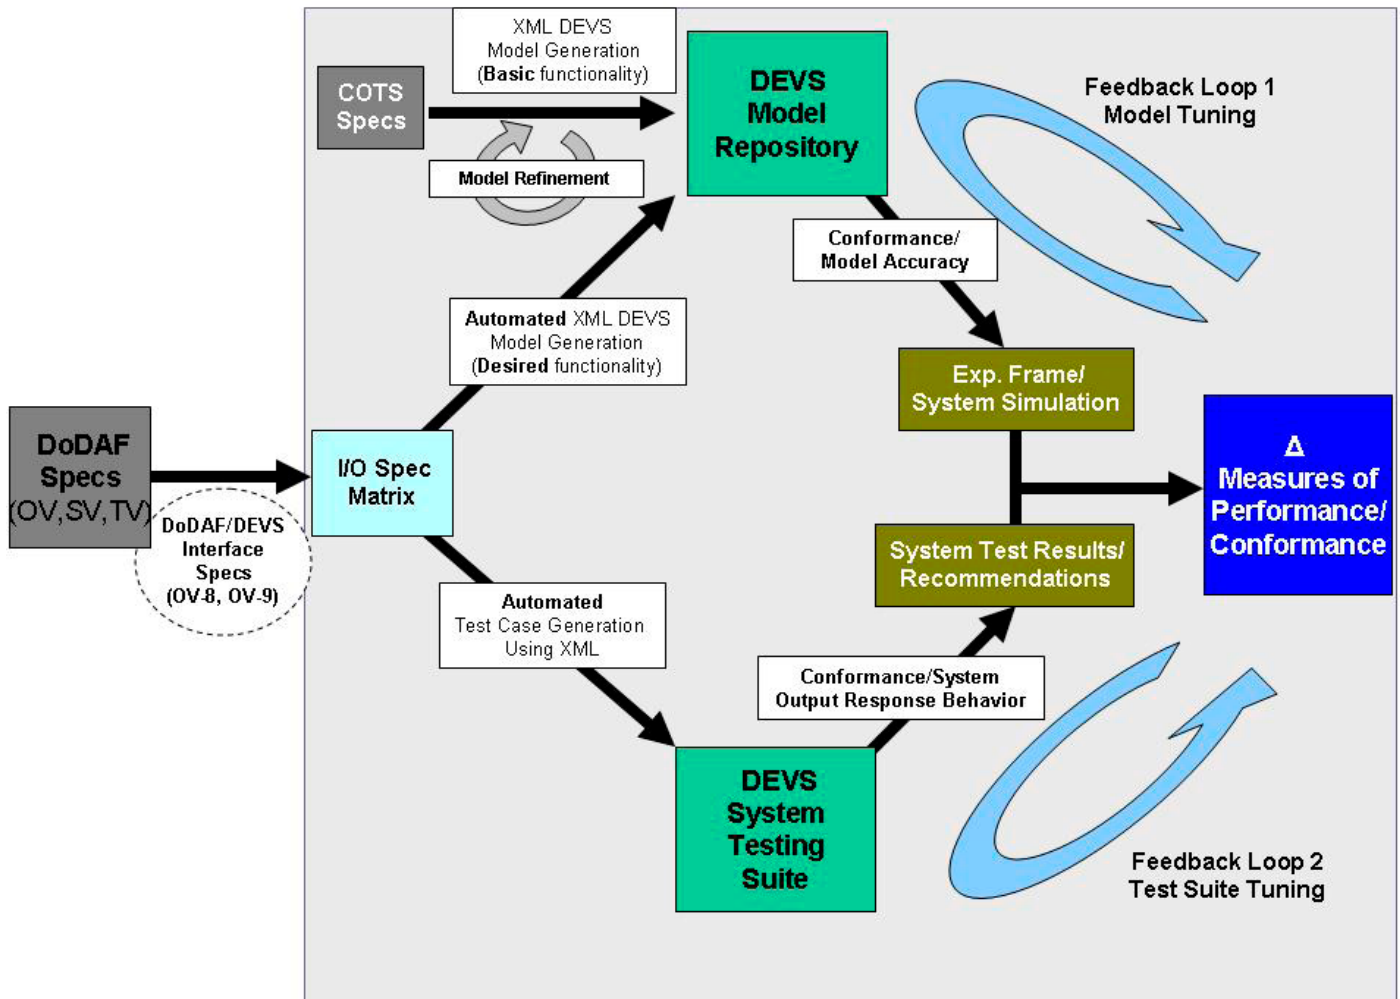 XML DEVS
Model Generation
(Basic functionality)
COTS
Specs
Model Refinement
DEVS
Model
Repository
Feedback Loop 1
Model Tuning
Conformance/
Model Accuracy
Automated XML DEVS
Model Generation
(Desired functionality)
Exp. Frame/
System Simulation
DoDAF
Specs
(OV,SV,TV)
I/O Spec
Matrix
DoDAF/DEVS
Interface
Specs
(OV-8, OV-9)
Δ
Measures of
Performance/
Conformance
System Test Results/
Recommendations
Automated
Test Case Generation
Using XML
Conformance/System
Output Response Behavior
DEVS
System
Testing
Suite
Feedback Loop 2
Test Suite Tuning